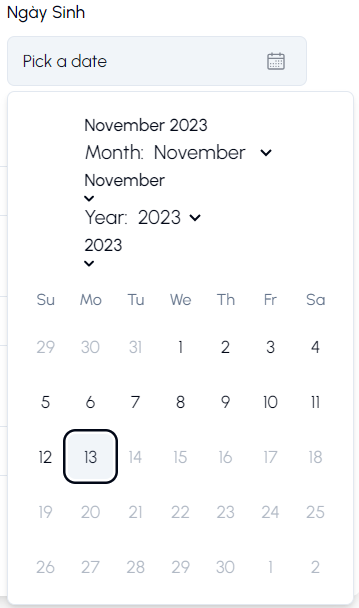 Ngày Sinh
Pick a date
November 2023
Month: November
November
Year: 2023
2023
Su Mo Tu We Th Fr Sa
29 30 31 1 2 3 4
5 6 7 8 9 10 11
12 13 14 15 16 17 18
19 20 21 22 23 24 25
26 27 28 29 30 1 2